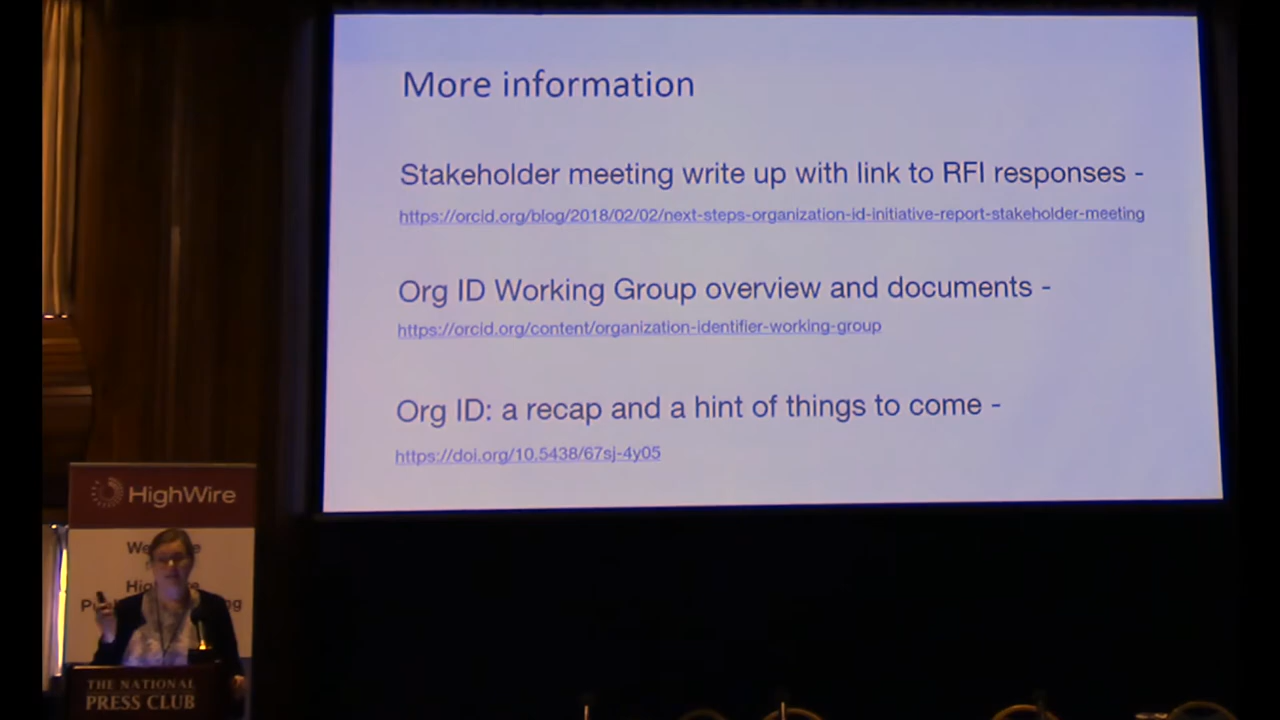 More information
Stakeholder meeting write up with link to RFI responses -
https://orcid.org/blog/2018/02/02/next-steps-organization-id-initiative-report-stakeholder-meeting
Org ID Working Group overview and documents -
https://orcid.org/content/organization-identifier-working-group
Org ID: a recap and a hint of things to come -
https://doi.org/10.5438/67sj-4y05
HighWire
THE NATIONAL
PRESS CLUB